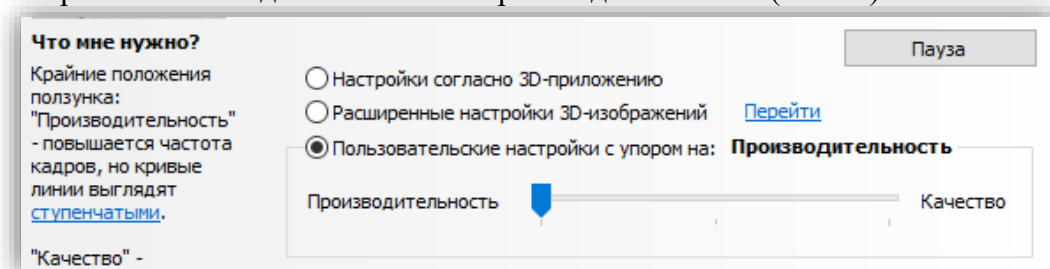 Что мне нужно?
Крайние положения
ползунка:
"Производительность"
- повышается частота
кадров, но кривые
линии выглядят
ступенчатыми.
"Качество" -
Пауза
Настройки согласно 3D-приложению
Расширенные настройки 3D-изображений Перейти
Пользовательские настройки с упором на: Производительность
Производительность Качество